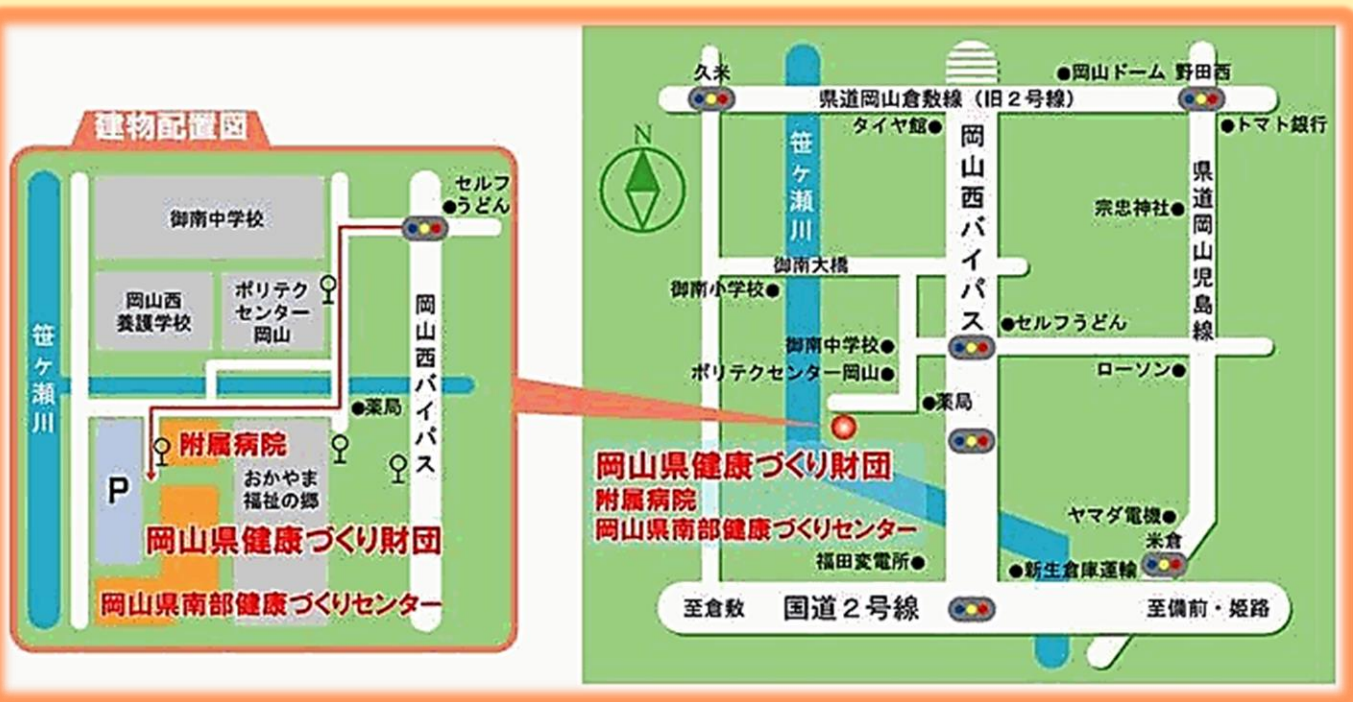 建物配置図
セルフ
うどん
御南中学校
岡山西
養護学校
ポリテク
センター
岡山
笹ヶ瀬川
岡山西バイパス
薬局
附属病院
P
おかやま
福祉の郷
岡山県健康づくり財団
岡山県南部健康づくりセンター
久米
岡山ドーム
野田西
県道岡山倉敷線（旧２号線）
タイヤ館
トマト銀行
N
笹ヶ瀬川
岡山西バイパス
県道岡山児島線
宗忠神社
御南大橋
御南小学校
セルフうどん
御南中学校
ポリテクセンター岡山
ローソン
薬局
岡山県健康づくり財団
附属病院
岡山県南部健康づくりセンター
ヤマダ電機
米倉
福田変電所
新生倉庫運輸
至倉敷
国道２号線
至備前・姫路